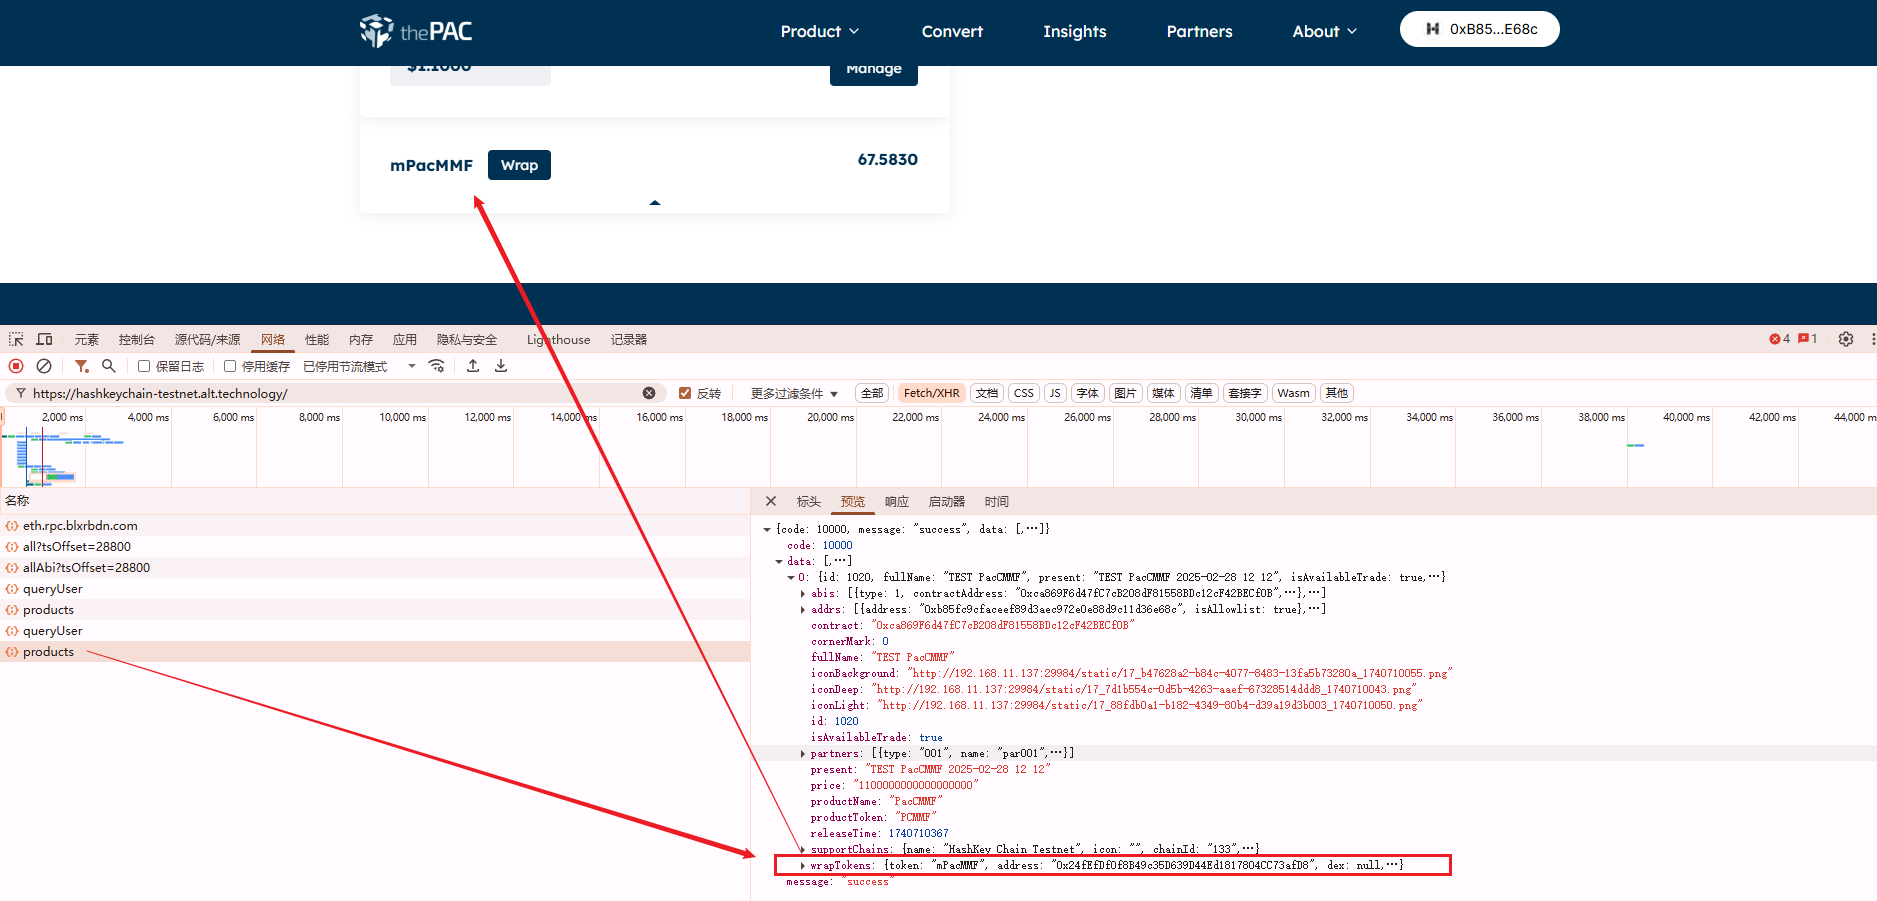 thePAC
Product
Convert
Insights
Partners
About
0xB85...E68c
$1.1000
Manage
mPacMMF
Wrap
67.5830
元素
控制台
源代码/来源
网络
性能
内存
应用
隐私与安全
Lighthouse
记录器
4
1
保留日志
停用缓存
已停用节流模式
https://hashkeychain-testnet.alt.technology/
反转
更多过滤条件
全部
Fetch/XHR
文档
CSS
JS
字体
图片
媒体
清单
套接字
Wasm
其他
2,000 ms
4,000 ms
6,000 ms
8,000 ms
10,000 ms
12,000 ms
14,000 ms
16,000 ms
18,000 ms
20,000 ms
22,000 ms
24,000 ms
26,000 ms
28,000 ms
30,000 ms
32,000 ms
34,000 ms
36,000 ms
38,000 ms
40,000 ms
42,000 ms
44,000 ms
名称
eth.rpc.blxrbdn.com
all?tsOffset=28800
allAbi?tsOffset=28800
queryUser
products
queryUser
products
标头
预览
响应
启动器
时间
{code: 10000, message: "success", data: [,…]}
code: 10000
data: [,…]
0: {id: 1020, fullName: "TEST PacCMMF", present: "TEST PacCMMF 2025-02-28 12 12", isAvailableTrade: true,…}
abis: [{type: 1, contractAddress: "0xca869F6d47fC7cB208dF81558BDc12cF42BECf0B",…},…]
addrs: [{address: "0xb85fc9cfaceef89d3aec972e0e88d9c11d36e68c", isAllowlist: true},…]
contract: "0xca869F6d47fC7cB208dF81558BDc12cF42BECf0B"
cornerMark: 0
fullName: "TEST PacCMMF"
iconBackground: "http://192.168.11.137:29984/static/17_b47628a2-b84c-4077-8483-13fa5b73280a_1740710055.png"
iconDeep: "http://192.168.11.137:29984/static/17_7d1b554c-0d5b-4263-aaef-67328514ddd8_1740710043.png"
iconLight: "http://192.168.11.137:29984/static/17_88fdb0a1-b182-4349-80b4-d39a19d3b003_1740710050.png"
id: 1020
isAvailableTrade: true
partners: [{type: "001", name: "par001",…}]
present: "TEST PacCMMF 2025-02-28 12 12"
price: "1100000000000000000"
productName: "PacCMMF"
productToken: "PCMMF"
releaseTime: 1740710367
supportChains: {name: "HashKey Chain Testnet", icon: "", chainId: "133",…}
wrapTokens: {token: "mPacMMF", address: "0x24fEfDf0f8B49c35D639D44Ed1817804CC73afD8", dex: null,…}
message: "success"